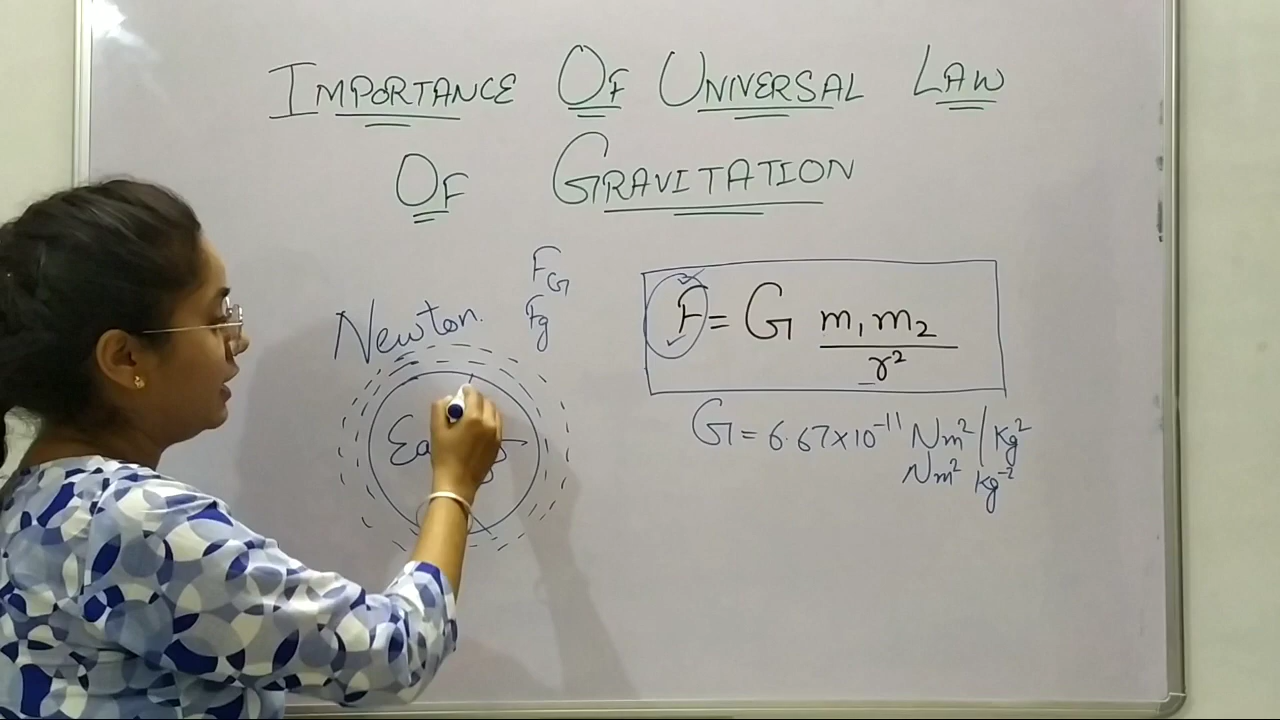 IMPORTANCE OF UNIVERSAL LAW
OF GRAVITATION
F_G
Fg
Newton.
F = G m₁m₂/r²
G = 6.67×10⁻¹¹ Nm²/Kg²
Nm² Kg⁻²